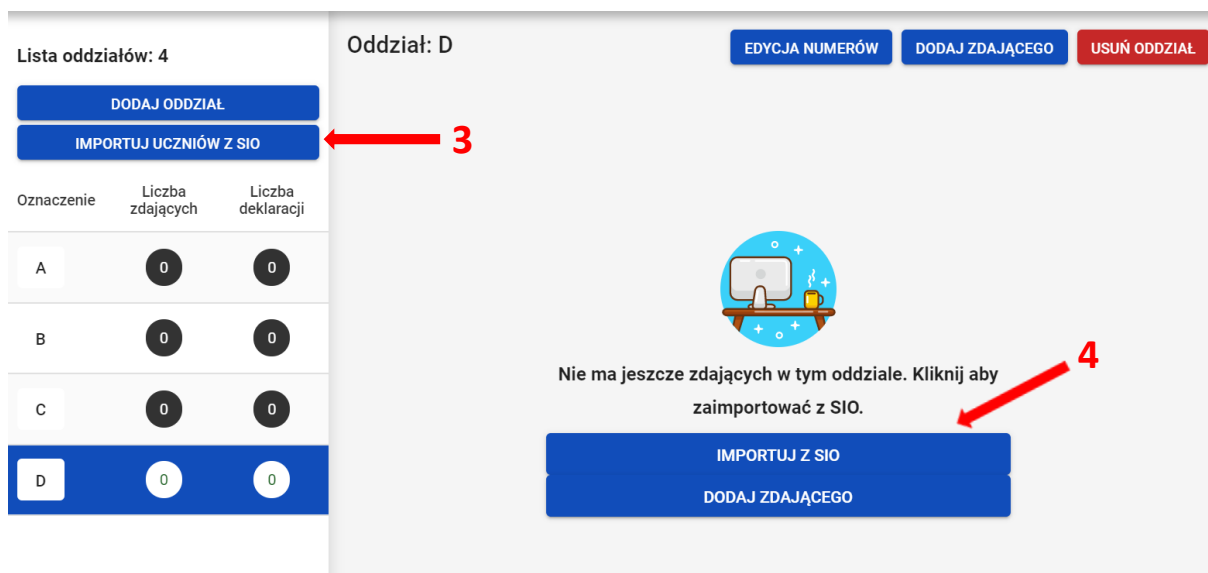 Lista oddziałów: 4
DODAJ ODDZIAŁ
IMPORTUJ UCZNIÓW Z SIO
3
Oznaczenie
Liczba
zdających
Liczba
deklaracji
A 0 0
B 0 0
C 0 0
D 0 0
Oddział: D
EDYCJA NUMERÓW
DODAJ ZDAJĄCEGO
USUŃ ODDZIAŁ
Nie ma jeszcze zdających w tym oddziale. Kliknij aby
zaimportować z SIO.
4
IMPORTUJ Z SIO
DODAJ ZDAJĄCEGO